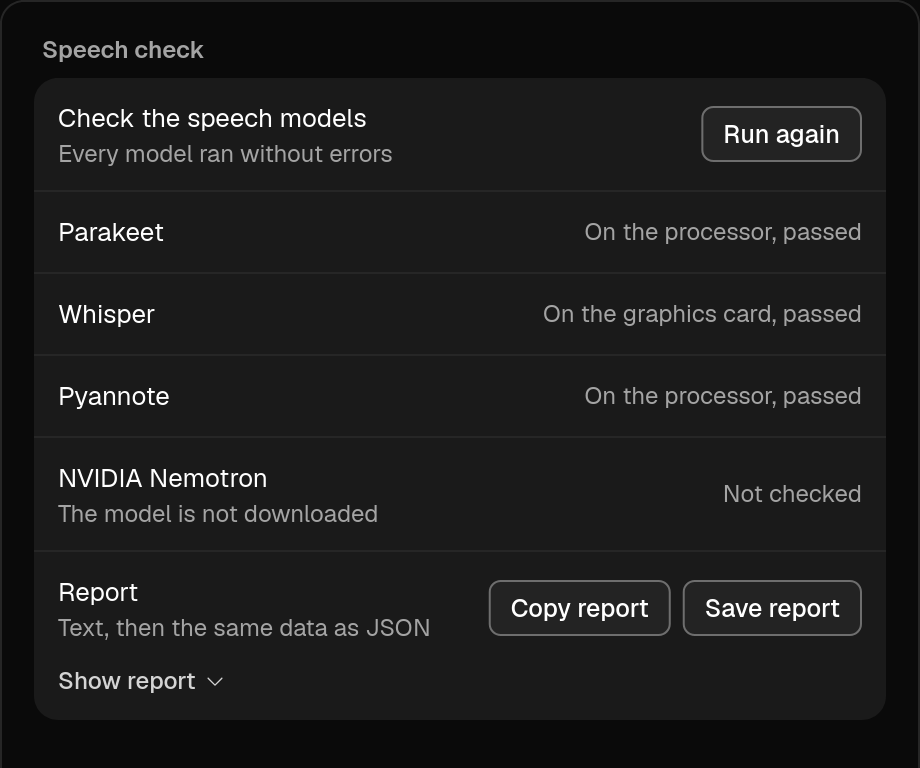 Speech check
Check the speech models
Every model ran without errors
Run again
Parakeet
On the processor, passed
Whisper
On the graphics card, passed
Pyannote
On the processor, passed
NVIDIA Nemotron
The model is not downloaded
Not checked
Report
Text, then the same data as JSON
Copy report
Save report
Show report